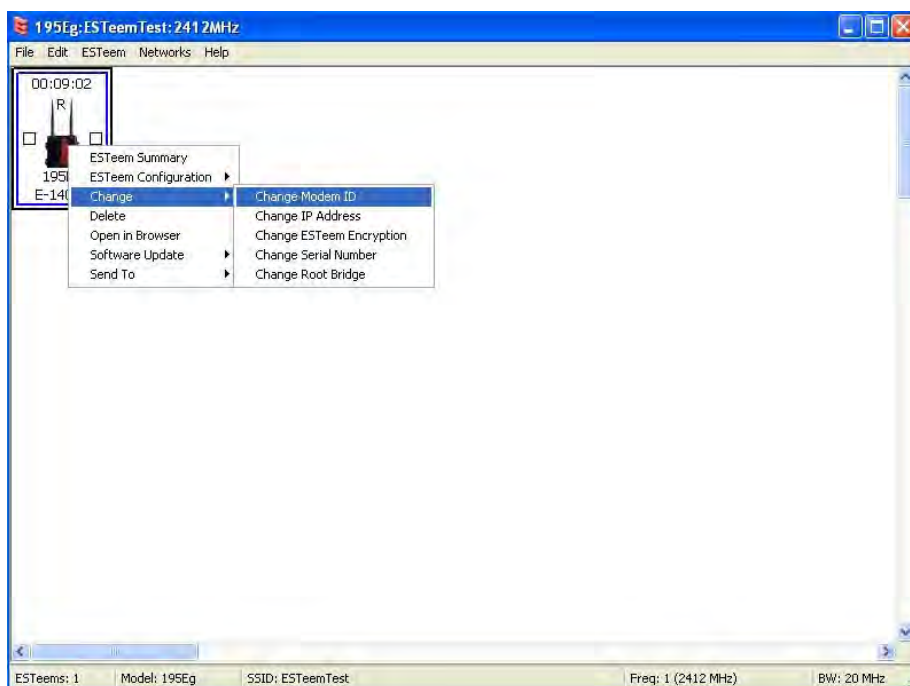 195Eg:ESTeemTest:2412MHz
File Edit ESTeem Networks Help
00:09:02
R
ESTeem Summary
ESTeem Configuration
Change
Delete
Open in Browser
Software Update
Send To
Change Modem ID
Change IP Address
Change ESTeem Encryption
Change Serial Number
Change Root Bridge
ESTeems: 1 Model: 195Eg SSID: ESTeemTest Freq: 1 (2412 MHz) BW: 20 MHz